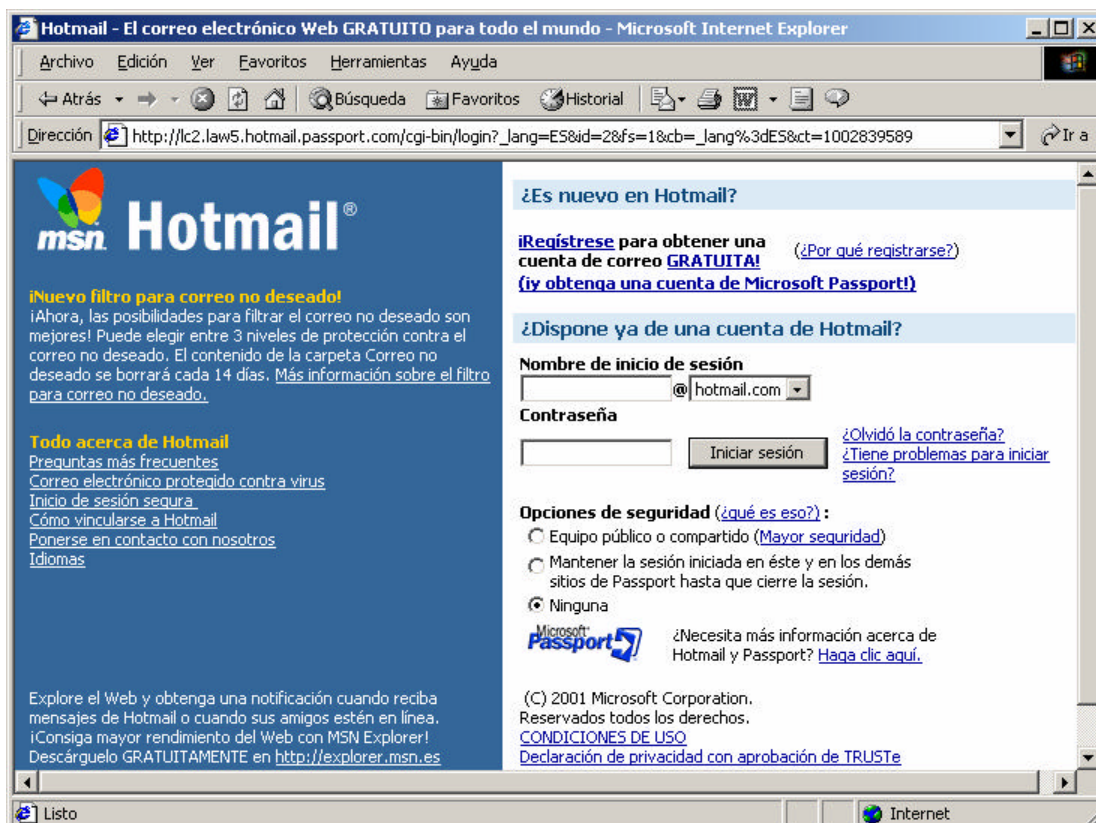 Hotmail - El correo electrónico Web GRATUITO para todo el mundo - Microsoft Internet Explorer
Archivo Edición Ver Favoritos Herramientas Ayuda
Atrás Búsqueda Favoritos Historial
Dirección http://lc2.law5.hotmail.passport.com/cgi-bin/login?_lang=ES&id=2&fs=1&cb=_lang%3dES&ct=1002839589 Ir a
msn Hotmail®
¡Nuevo filtro para correo no deseado!
¡Ahora, las posibilidades para filtrar el correo no deseado son
mejores! Puede elegir entre 3 niveles de protección contra el
correo no deseado. El contenido de la carpeta Correo no
deseado se borrará cada 14 días. Más información sobre el filtro
para correo no deseado.
Todo acerca de Hotmail
Preguntas más frecuentes
Correo electrónico protegido contra virus
Inicio de sesión segura
Cómo vincularse a Hotmail
Ponerse en contacto con nosotros
Idiomas
Explore el Web y obtenga una notificación cuando reciba
mensajes de Hotmail o cuando sus amigos estén en línea.
¡Consiga mayor rendimiento del Web con MSN Explorer!
Descárguelo GRATUITAMENTE en http://explorer.msn.es
¿Es nuevo en Hotmail?
¡Regístrese para obtener una
cuenta de correo GRATUITA!
(¿Por qué registrarse?)
(¡y obtenga una cuenta de Microsoft Passport!)
¿Dispone ya de una cuenta de Hotmail?
Nombre de inicio de sesión
@ hotmail.com
Contraseña
Iniciar sesión
¿Olvidó la contraseña?
¿Tiene problemas para iniciar
sesión?
Opciones de seguridad (¿qué es eso?) :
Equipo público o compartido (Mayor seguridad)
Mantener la sesión iniciada en éste y en los demás
sitios de Passport hasta que cierre la sesión.
Ninguna
Microsoft
Passport
¿Necesita más información acerca de
Hotmail y Passport? Haga clic aquí.
(C) 2001 Microsoft Corporation.
Reservados todos los derechos.
CONDICIONES DE USO
Declaración de privacidad con aprobación de TRUSTe
Listo Internet